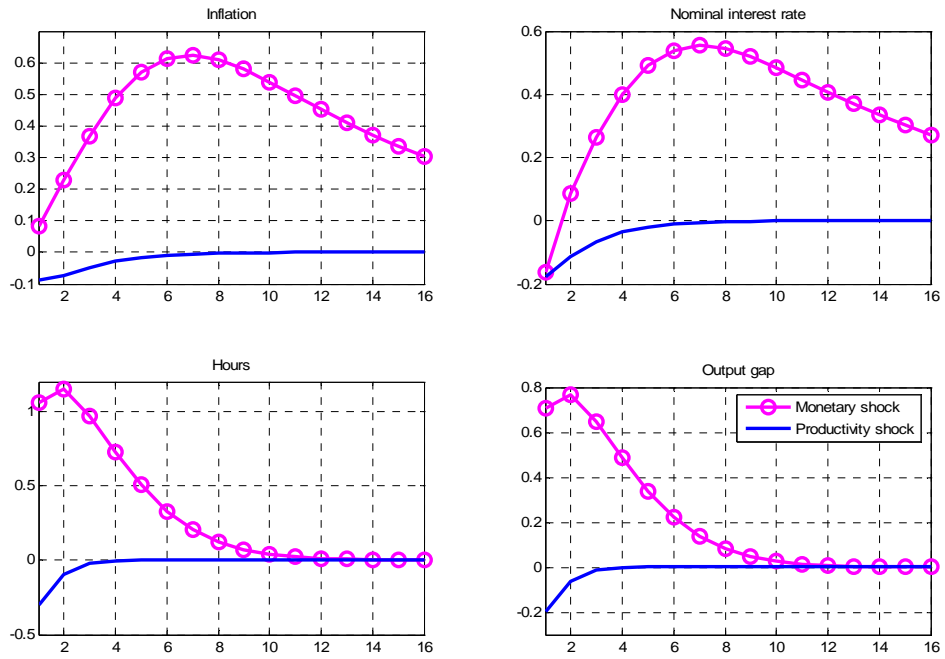 Inflation
0.6
0.5
0.4
0.3
0.2
0.1
0
-0.1
2 4 6 8 10 12 14 16
Nominal interest rate
0.6
0.4
0.2
0
-0.2
2 4 6 8 10 12 14 16
Hours
1
0.5
0
-0.5
2 4 6 8 10 12 14 16
Output gap
0.8
0.6
0.4
0.2
0
-0.2
2 4 6 8 10 12 14 16
Monetary shock
Productivity shock